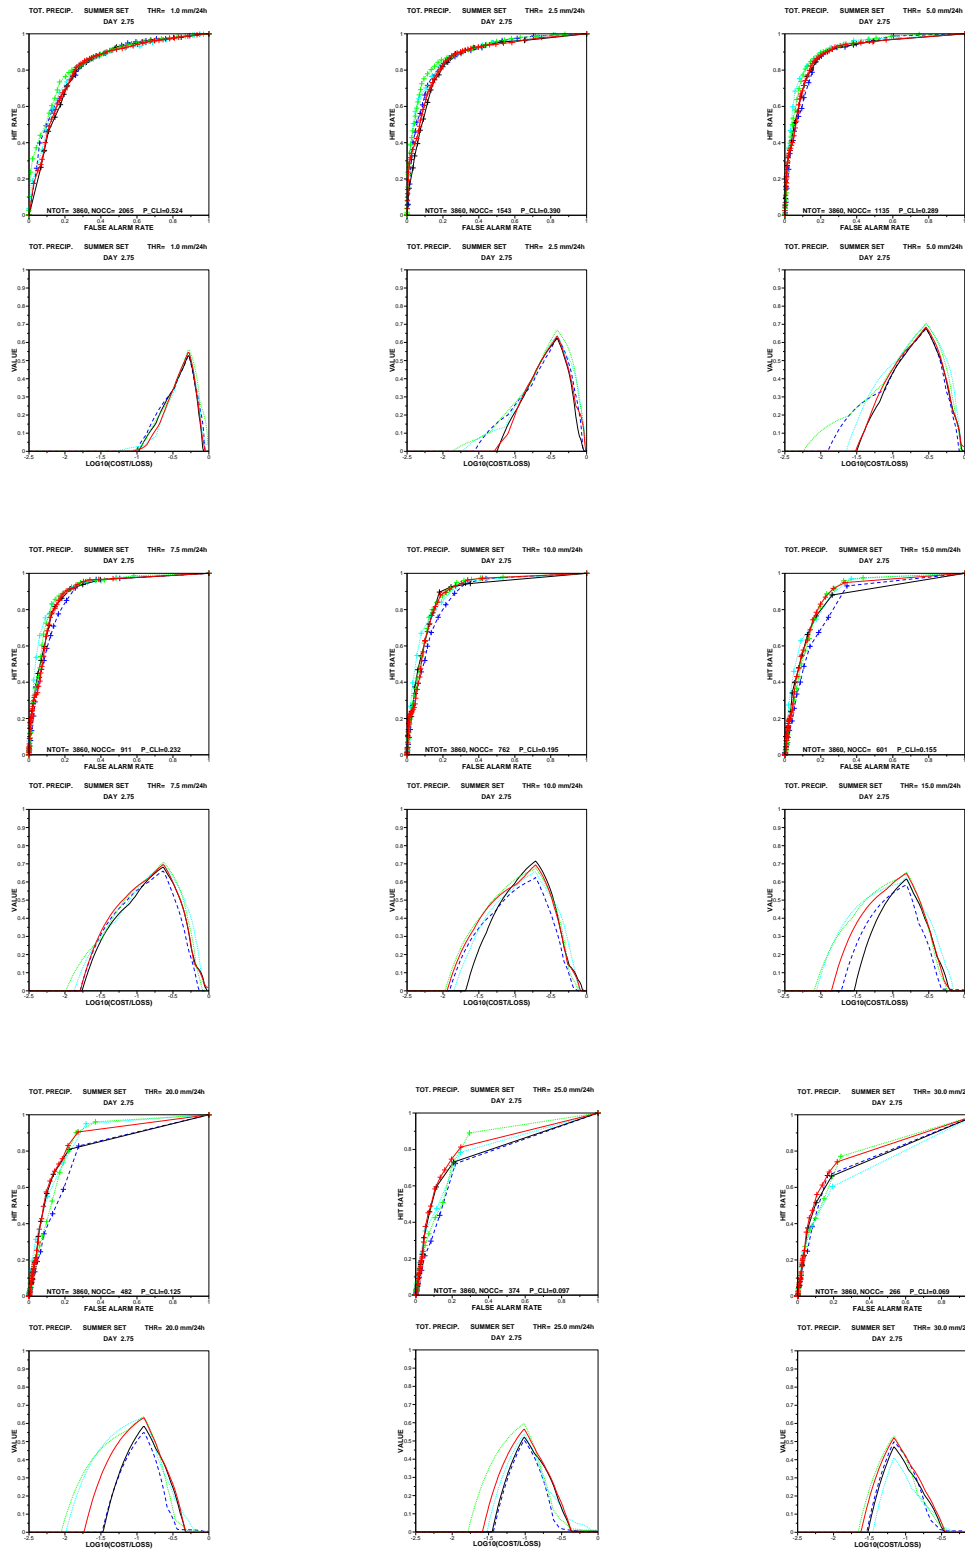 TOT. PRECIP. SUMMER SET THR= 1.0 mm/24h
DAY 2.75
HIT RATE
NTOT= 3860, NOCC= 2065 P_CLI=0.524
FALSE ALARM RATE
TOT. PRECIP. SUMMER SET THR= 2.5 mm/24h
DAY 2.75
HIT RATE
NTOT= 3860, NOCC= 1543 P_CLI=0.390
FALSE ALARM RATE
TOT. PRECIP. SUMMER SET THR= 5.0 mm/24h
DAY 2.75
HIT RATE
NTOT= 3860, NOCC= 1135 P_CLI=0.289
FALSE ALARM RATE
TOT. PRECIP. SUMMER SET THR= 1.0 mm/24h
DAY 2.75
VALUE
LOG10(COST/LOSS)
TOT. PRECIP. SUMMER SET THR= 2.5 mm/24h
DAY 2.75
VALUE
LOG10(COST/LOSS)
TOT. PRECIP. SUMMER SET THR= 5.0 mm/24h
DAY 2.75
VALUE
LOG10(COST/LOSS)
TOT. PRECIP. SUMMER SET THR= 7.5 mm/24h
DAY 2.75
HIT RATE
NTOT= 3860, NOCC= 911 P_CLI=0.232
FALSE ALARM RATE
TOT. PRECIP. SUMMER SET THR= 10.0 mm/24h
DAY 2.75
HIT RATE
NTOT= 3860, NOCC= 762 P_CLI=0.195
FALSE ALARM RATE
TOT. PRECIP. SUMMER SET THR= 15.0 mm/24h
DAY 2.75
HIT RATE
NTOT= 3860, NOCC= 601 P_CLI=0.155
FALSE ALARM RATE
TOT. PRECIP. SUMMER SET THR= 7.5 mm/24h
DAY 2.75
VALUE
LOG10(COST/LOSS)
TOT. PRECIP. SUMMER SET THR= 10.0 mm/24h
DAY 2.75
VALUE
LOG10(COST/LOSS)
TOT. PRECIP. SUMMER SET THR= 15.0 mm/24h
DAY 2.75
VALUE
LOG10(COST/LOSS)
TOT. PRECIP. SUMMER SET THR= 20.0 mm/24h
DAY 2.75
HIT RATE
NTOT= 3860, NOCC= 482 P_CLI=0.125
FALSE ALARM RATE
TOT. PRECIP. SUMMER SET THR= 25.0 mm/24h
DAY 2.75
HIT RATE
NTOT= 3860, NOCC= 374 P_CLI=0.097
FALSE ALARM RATE
TOT. PRECIP. SUMMER SET THR= 30.0 mm/2
DAY 2.75
HIT RATE
NTOT= 3860, NOCC= 266 P_CLI=0.069
FALSE ALARM RATE
TOT. PRECIP. SUMMER SET THR= 20.0 mm/24h
DAY 2.75
VALUE
LOG10(COST/LOSS)
TOT. PRECIP. SUMMER SET THR= 25.0 mm/24h
DAY 2.75
VALUE
LOG10(COST/LOSS)
TOT. PRECIP. SUMMER SET THR= 30.0 mm/2
DAY 2.75
VALUE
LOG10(COST/LOSS)